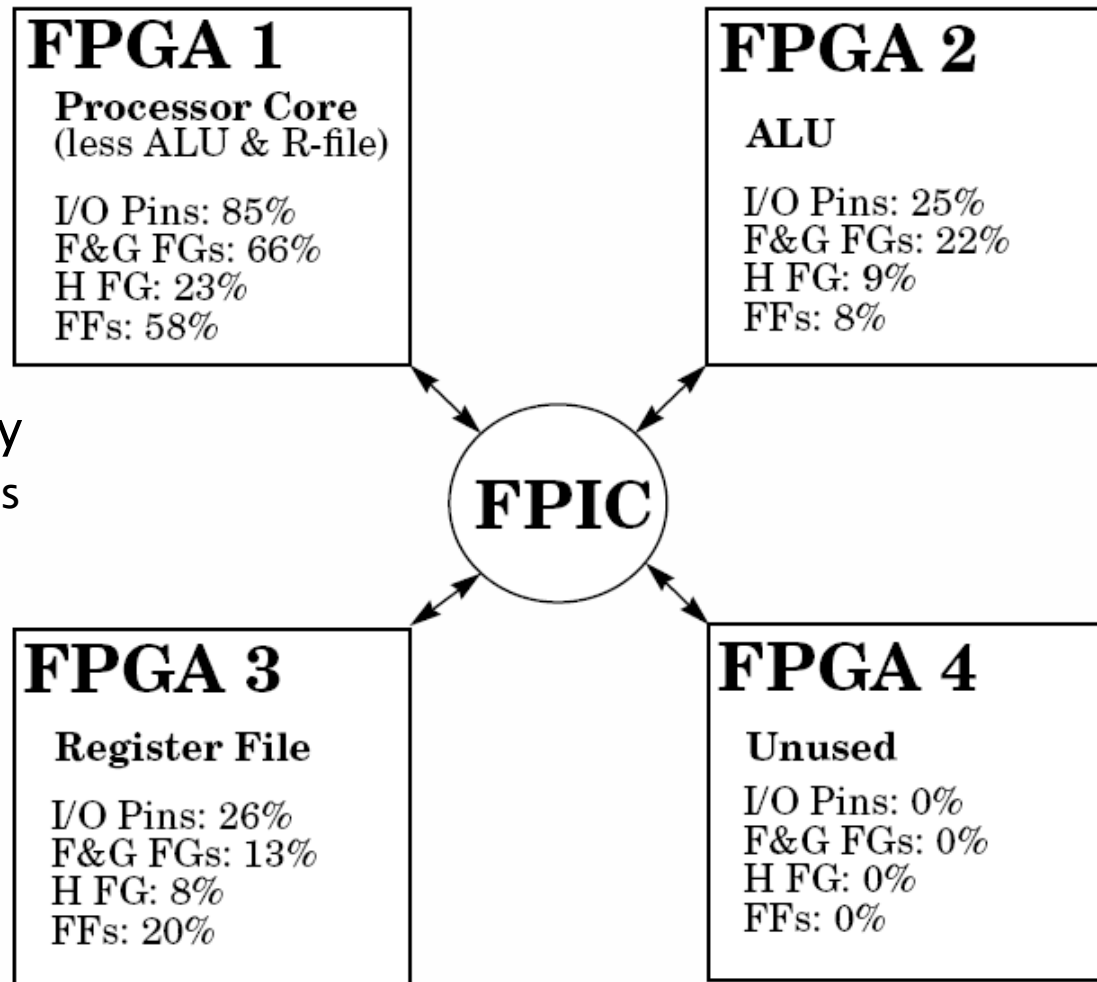 FPGA 1
Processor Core
(less ALU & R-file)
I/O Pins: 85%
F&G FGs: 66%
H FG: 23%
FFs: 58%
FPGA 2
ALU
I/O Pins: 25%
F&G FGs: 22%
H FG: 9%
FFs: 8%
y
s
FPIC
FPGA 3
Register File
I/O Pins: 26%
F&G FGs: 13%
H FG: 8%
FFs: 20%
FPGA 4
Unused
I/O Pins: 0%
F&G FGs: 0%
H FG: 0%
FFs: 0%